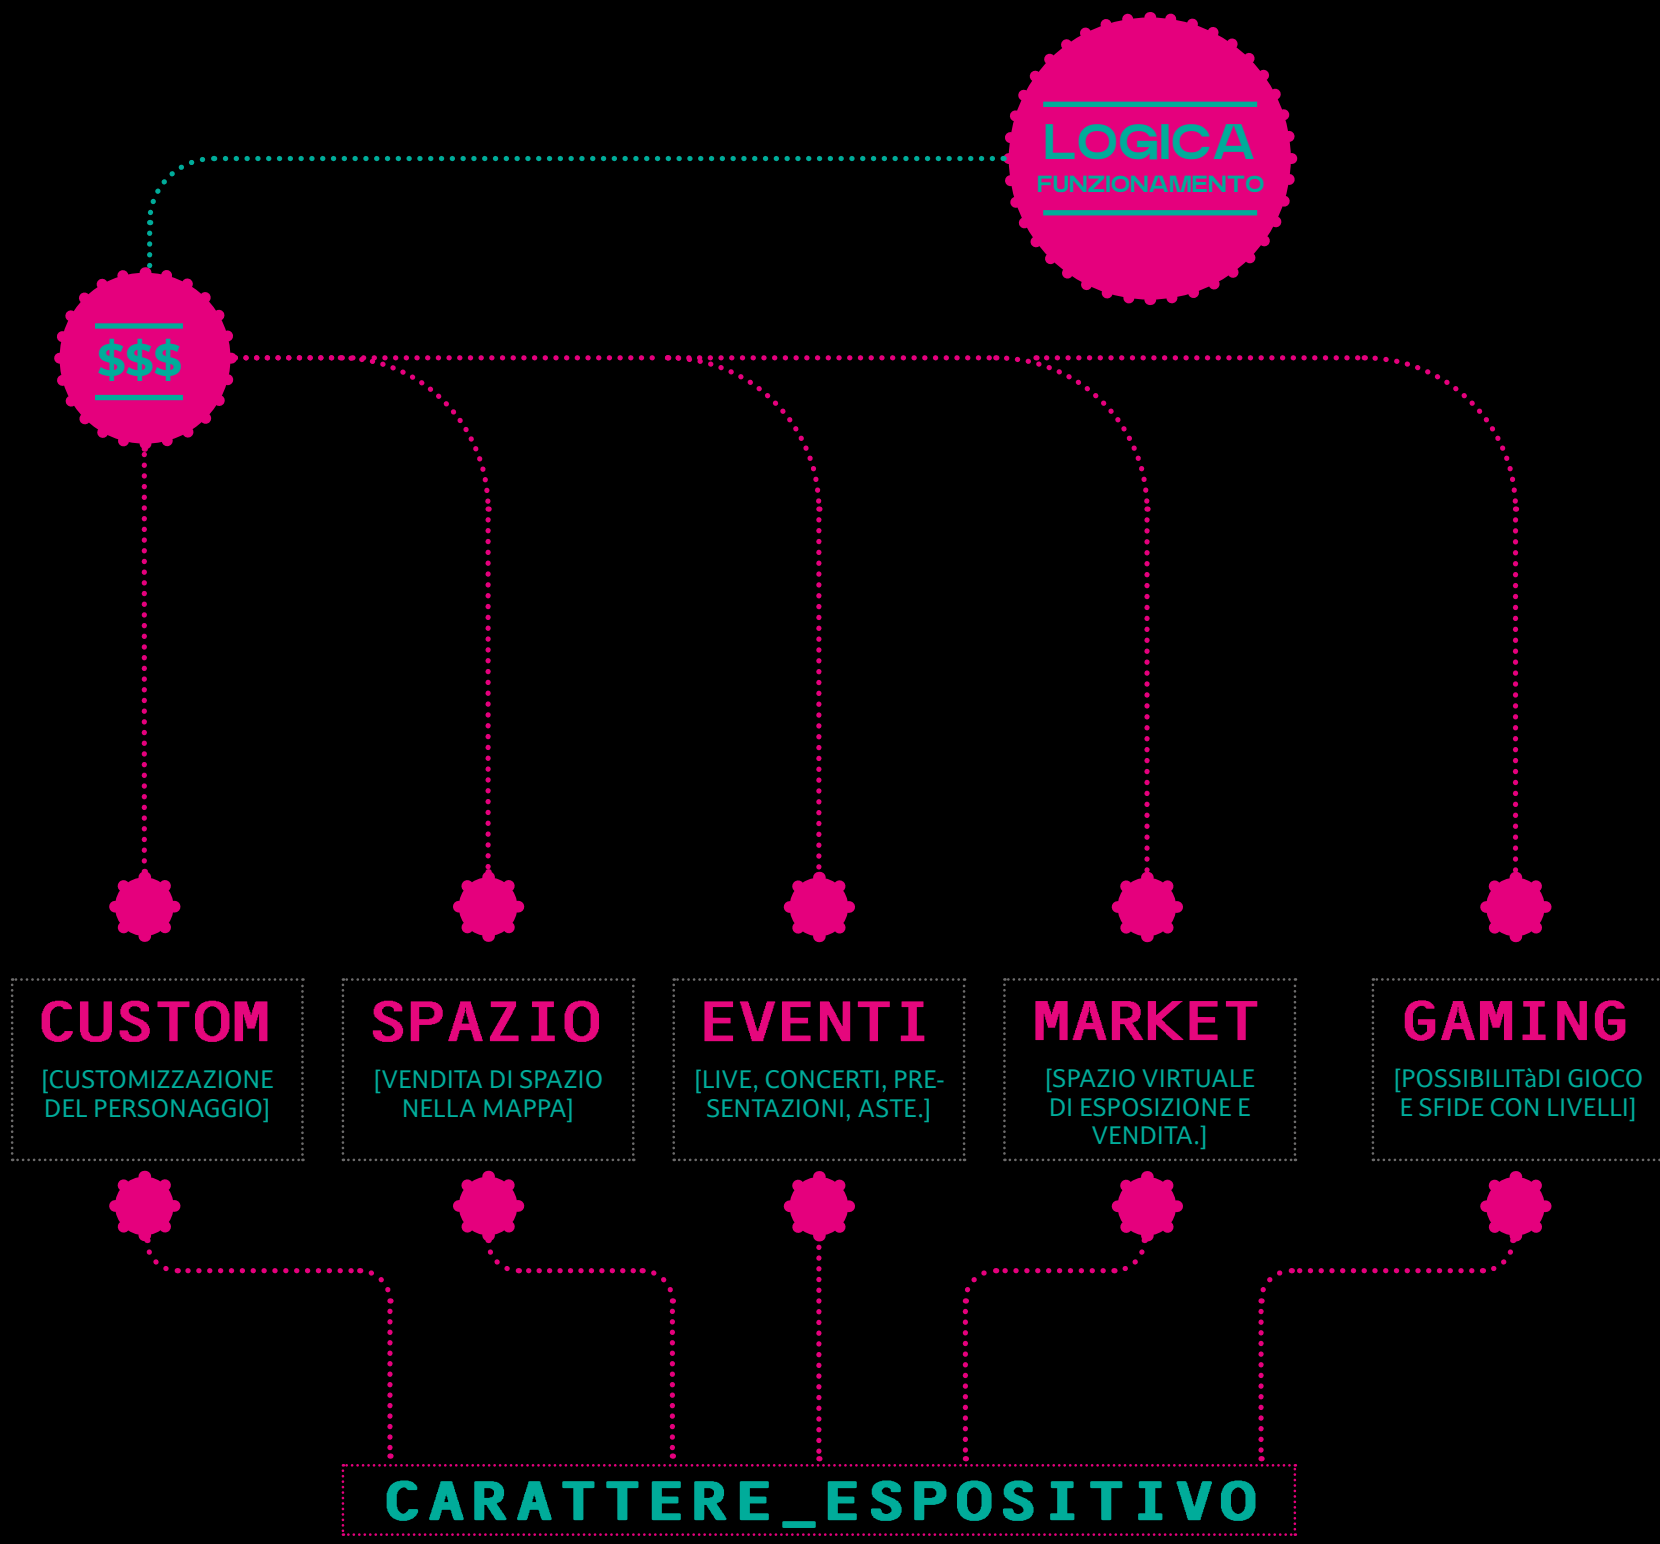 LOGICA
FUNZIONAMENTO
$$$
CUSTOM
[CUSTOMIZZAZIONE
DEL PERSONAGGIO]
SPAZIO
[VENDITA DI SPAZIO
NELLA MAPPA]
EVENTI
[LIVE, CONCERTI, PRE-
SENTAZIONI, ASTE.]
MARKET
[SPAZIO VIRTUALE
DI ESPOSIZIONE E
VENDITA.]
GAMING
[POSSIBILITàDI GIOCO
E SFIDE CON LIVELLI]
CARATTERE_ESPOSITIVO